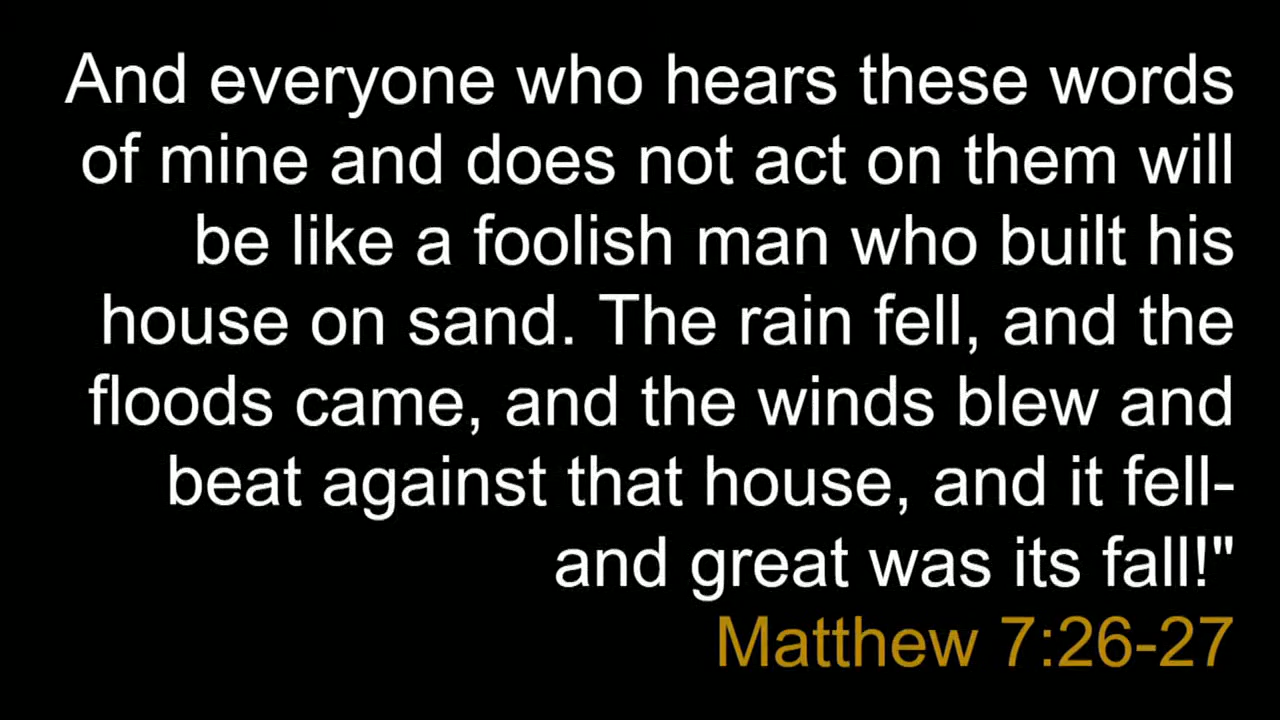 And everyone who hears these words
of mine and does not act on them will
be like a foolish man who built his
house on sand. The rain fell, and the
floods came, and the winds blew and
beat against that house, and it fell-
and great was its fall!"
Matthew 7:26-27